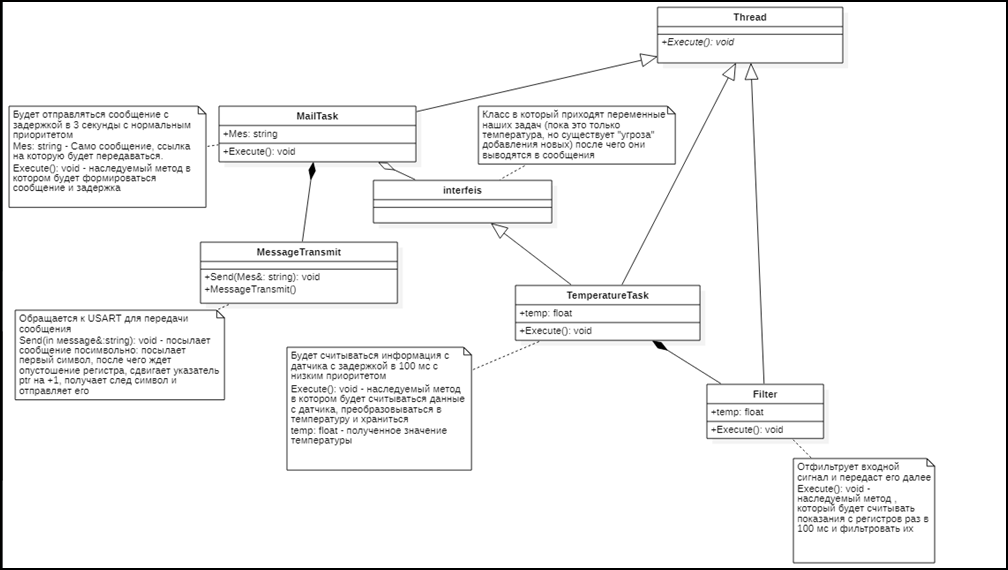 Thread
+Execute(): void
Будет отправляться сообщение с
задержкой в 3 секунды с нормальным
приоритетом
Mes: string - Само сообщение, ссылка
на которую будет передаваться.
Execute(): void - наследуемый метод в
котором будет формироваться
сообщение и задержка
MailTask
+Mes: string
+Execute(): void
Класс в который приходят переменные
наших задач (пока это только
температура, но существует "угроза"
добавления новых) после чего они
выводятся в сообщения
interfeis
MessageTransmit
+Send(Mes&: string): void
+MessageTransmit()
TemperatureTask
+temp: float
+Execute(): void
Обращается к USART для передачи
сообщения
Send(in message&:string): void - посылает
сообщение посимвольно: посылает
первый символ, после чего ждет
опустошение регистра, сдвигает указатель
ptr на +1, получает след символ и
отправляет его
Будет считываться информация с
датчика с задержкой в 100 мс с
низким приоритетом
Execute(): void - наследуемый метод
в котором будет считываться данные
с датчика, преобразовываться в
температуру и храниться
temp: float - полученное значение
температуры
Filter
+temp: float
+Execute(): void
Отфильтрует входной
сигнал и передаст его далее
Execute(): void -
наследуемый метод ,
который будет считывать
показания с регистров раз в
100 мс и фильтровать их